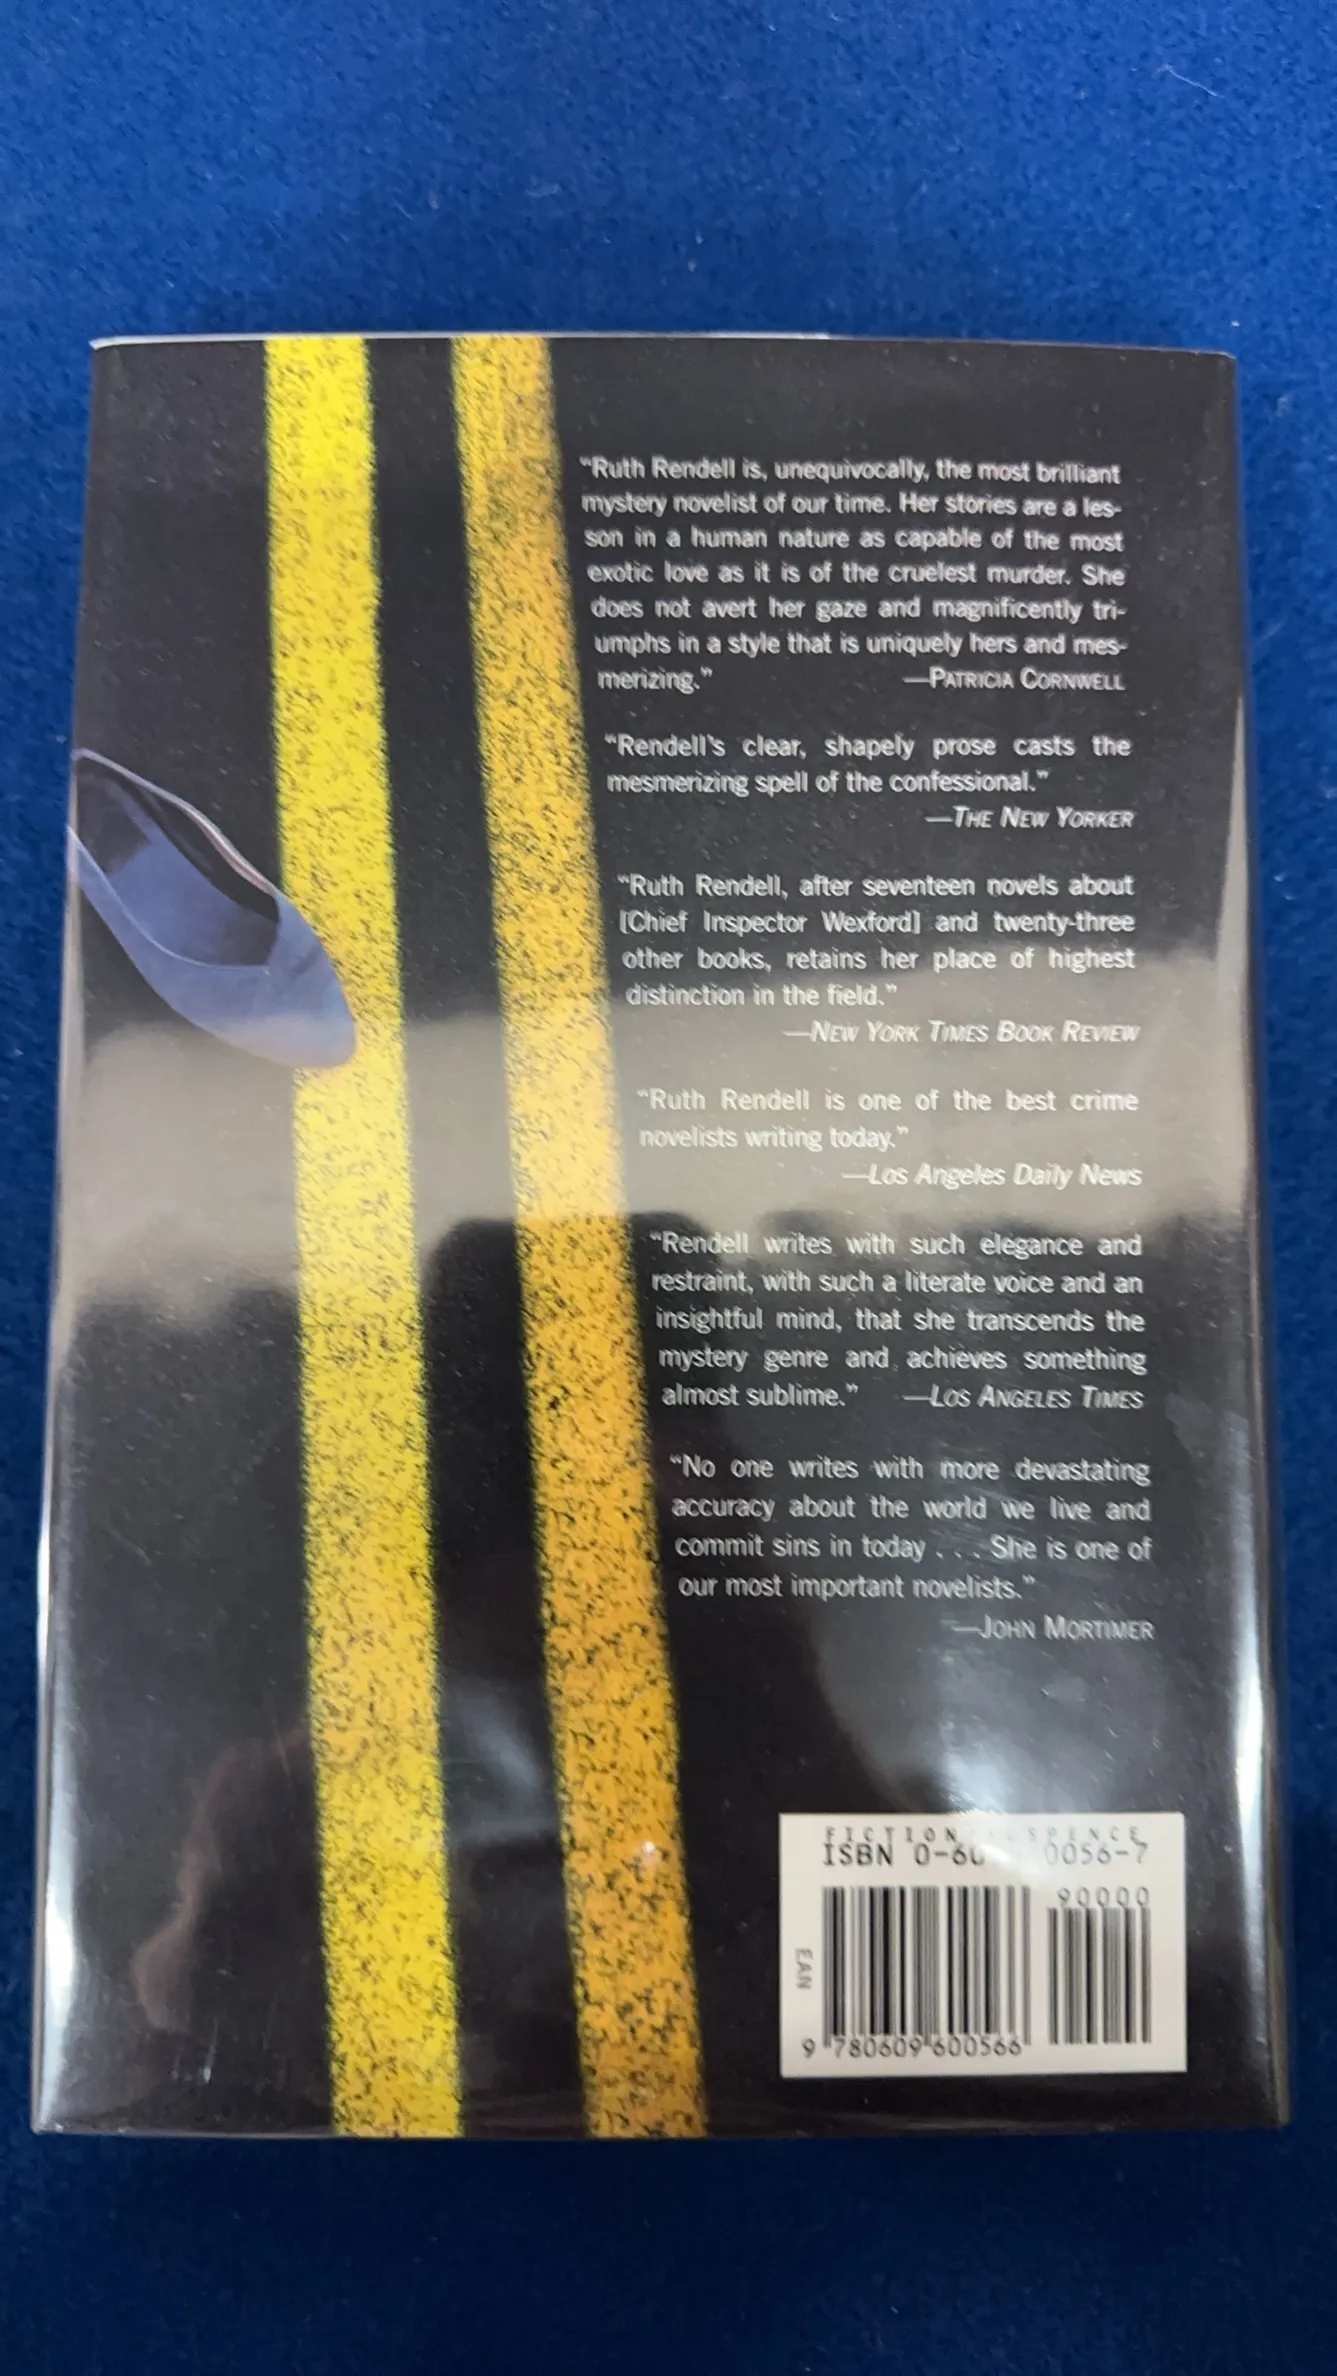 “Ruth Rendell is, unequivocally, the most brilliant
mystery novelist of our time. Her stories are a les-
son in a human nature as capable of the most
exotic love as it is of the cruelest murder. She
does not avert her gaze and magnificently tri-
umphs in a style that is uniquely hers and mes-
merizing.” —PATRICIA CORNWELL
“Rendell’s clear, shapely prose casts the
mesmerizing spell of the confessional.”
—THE NEW YORKER
“Ruth Rendell, after seventeen novels about
[Chief Inspector Wexford] and twenty-three
other books, retains her place of highest
distinction in the field.”
—NEW YORK TIMES BOOK REVIEW
“Ruth Rendell is one of the best crime
novelists writing today.”
—Los Angeles Daily News
“Rendell writes with such elegance and
restraint, with such a literate voice and an
insightful mind, that she transcends the
mystery genre and achieves something
almost sublime.” —LOS ANGELES TIMES
“No one writes with more devastating
accuracy about the world we live and
commit sins in today . . . She is one of
our most important novelists.”
—JOHN MORTIMER
FICTION
ISBN 0-60 0056-7
90000
EAN
9 780609 600566